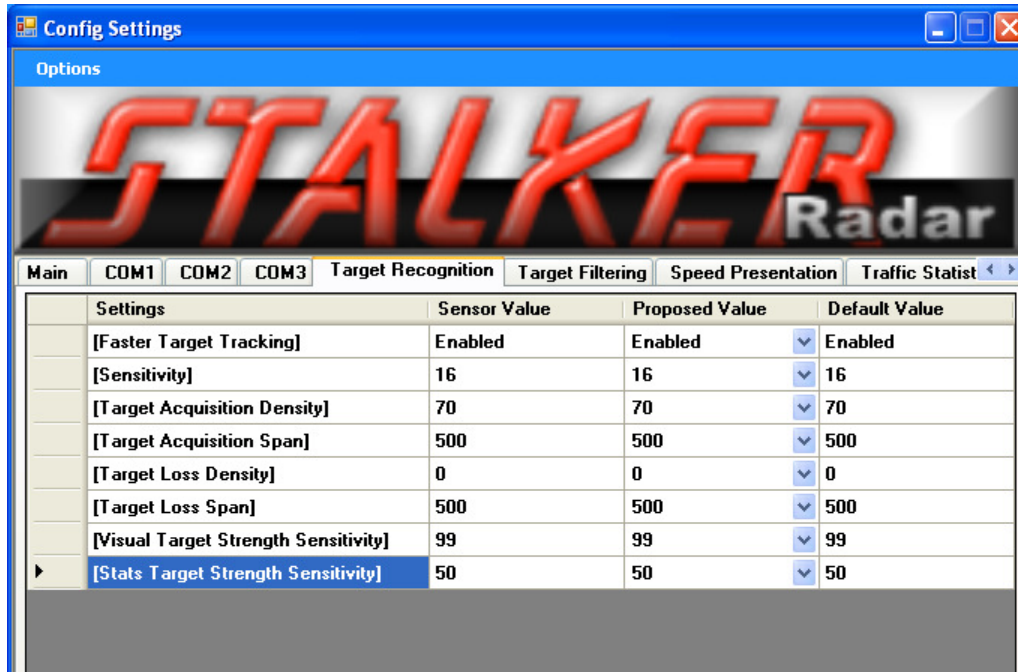 Config Settings
Options
STALKER
Radar
Main COM1 COM2 COM3 Target Recognition Target Filtering Speed Presentation Traffic Statist
Settings Sensor Value Proposed Value Default Value
[Faster Target Tracking] Enabled Enabled Enabled
[Sensitivity] 16 16 16
[Target Acquisition Density] 70 70 70
[Target Acquisition Span] 500 500 500
[Target Loss Density] 0 0 0
[Target Loss Span] 500 500 500
[Visual Target Strength Sensitivity] 99 99 99
[Stats Target Strength Sensitivity] 50 50 50